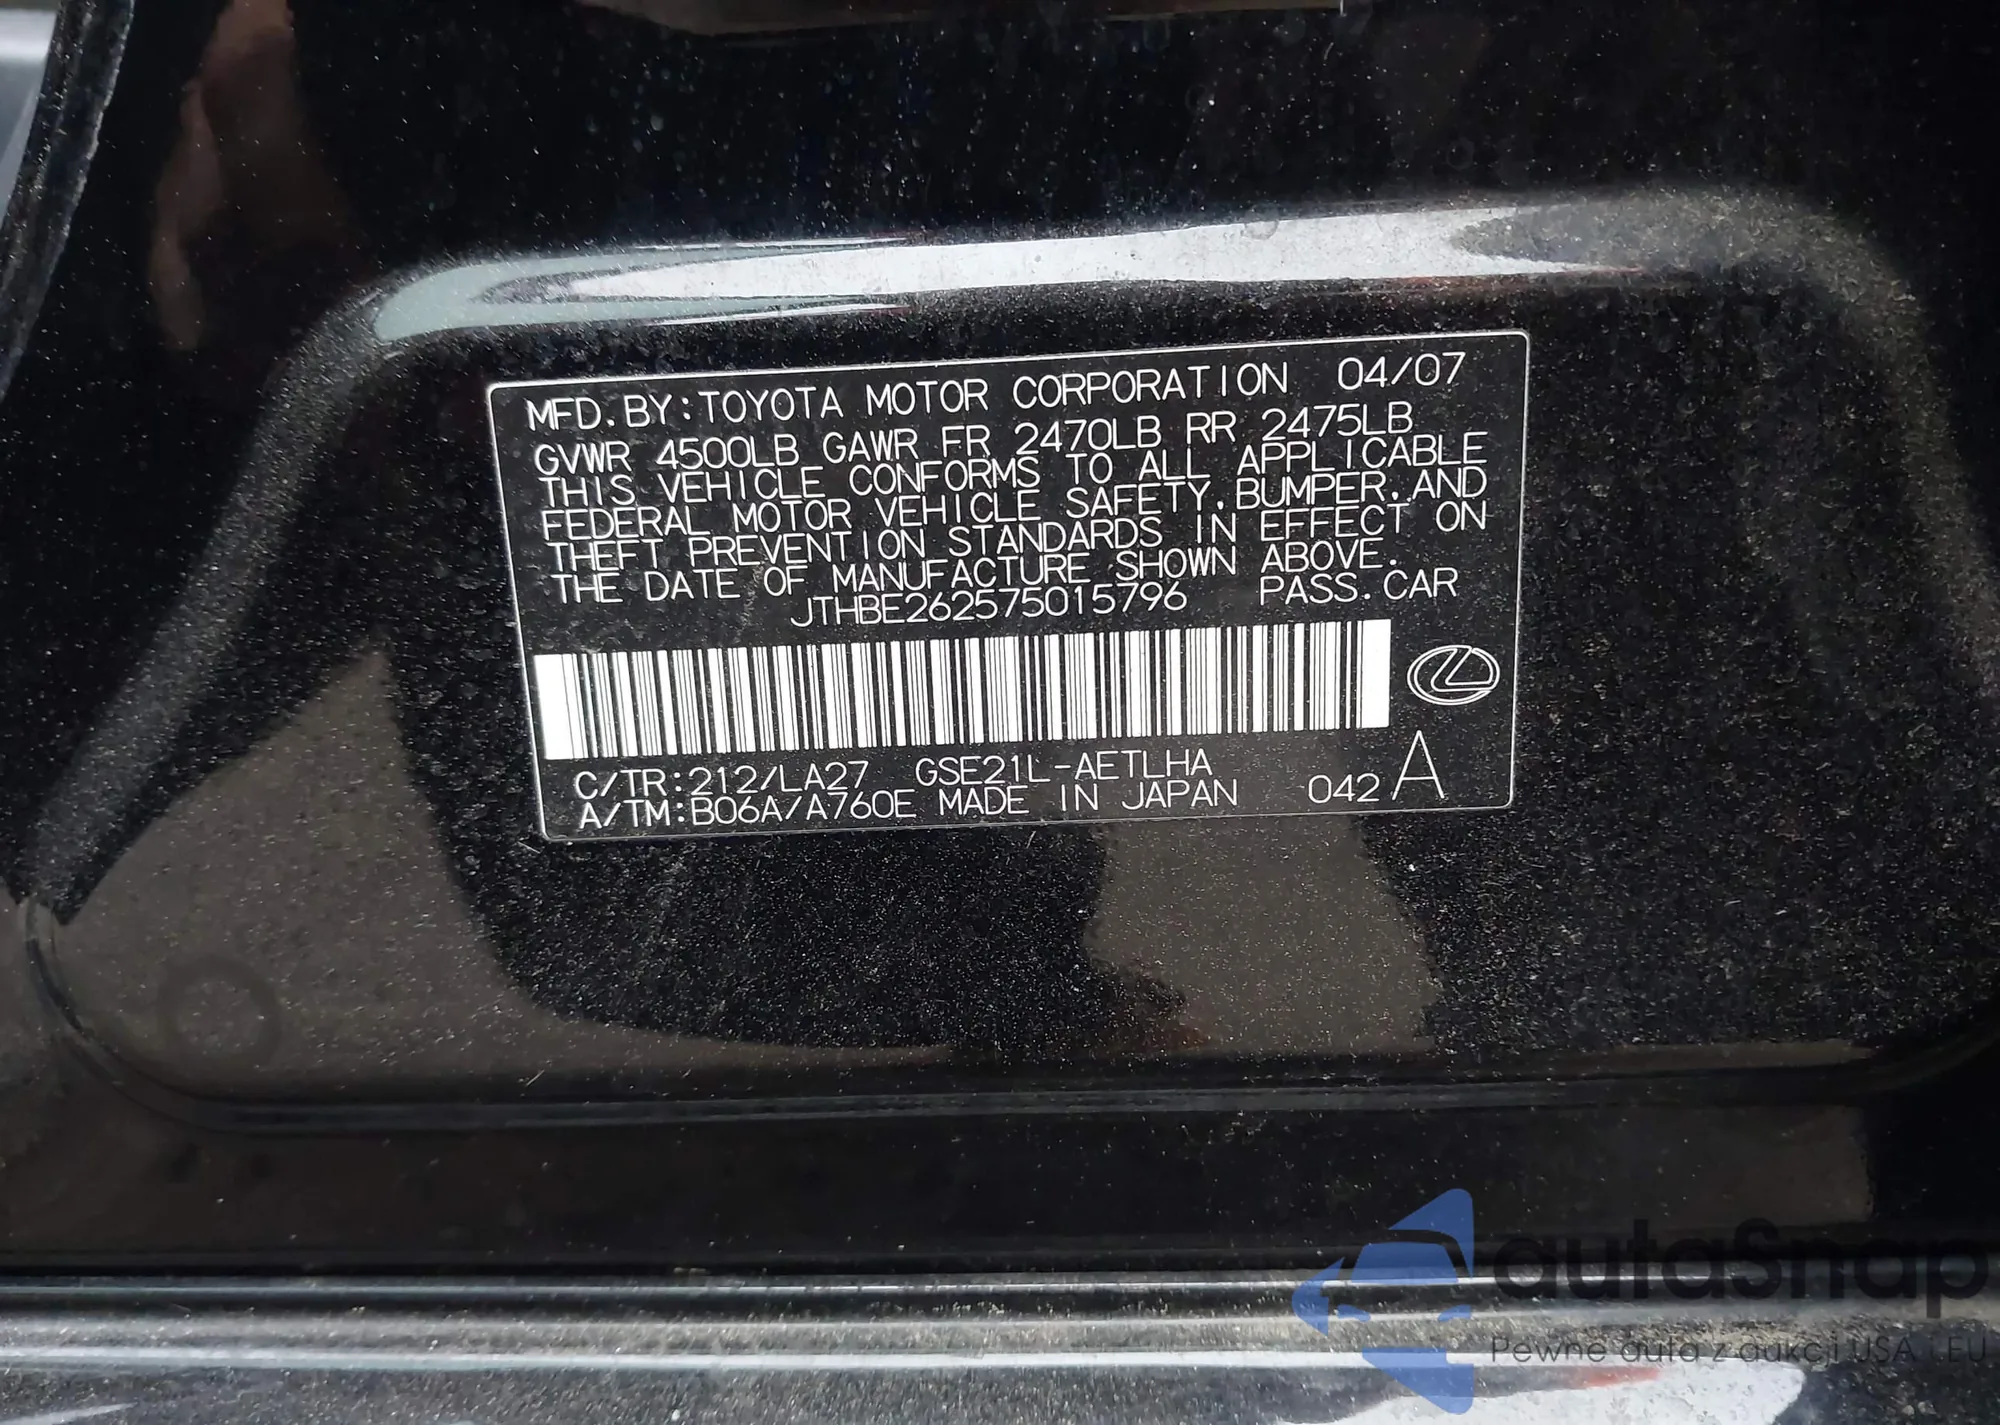 MFD.BY:TOYOTA MOTOR CORPORATION 04/07
GVWR 4500LB GAWR FR 2470LB RR 2475LB
THIS VEHICLE CONFORMS TO ALL APPLICABLE
FEDERAL MOTOR VEHICLE SAFETY,BUMPER,AND
THEFT PREVENTION STANDARDS IN EFFECT ON
THE DATE OF MANUFACTURE SHOWN ABOVE.
JTHBE262575015796 PASS.CAR
C/TR:212/LA27 GSE21L-AETLHA
A/TM:B06A/A760E MADE IN JAPAN 042 A
autaSnap
Pewne auta z aukcji USA i EU